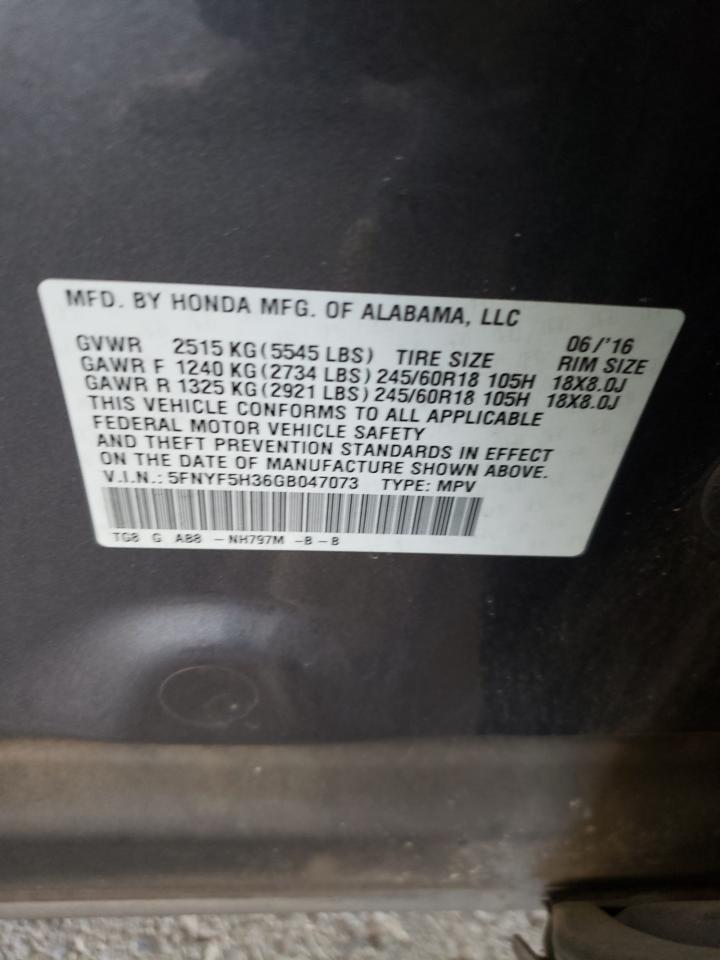 MFD. BY HONDA MFG. OF ALABAMA, LLC
GVWR 2515 KG(5545 LBS) TIRE SIZE 06/'16 RIM SIZE
GAWR F 1240 KG(2734 LBS) 245/60R18 105H 18X8.0J
GAWR R 1325 KG(2921 LBS) 245/60R18 105H 18X8.0J
THIS VEHICLE CONFORMS TO ALL APPLICABLE
FEDERAL MOTOR VEHICLE SAFETY
AND THEFT PREVENTION STANDARDS IN EFFECT
ON THE DATE OF MANUFACTURE SHOWN ABOVE.
V.I.N.: 5FNYF5H36GB047073 TYPE: MPV
TG8 G AB8 -NH797M -B-B